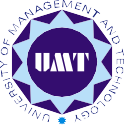 UNIVERSITY OF MANAGEMENT AND TECHNOLOGY
UMT